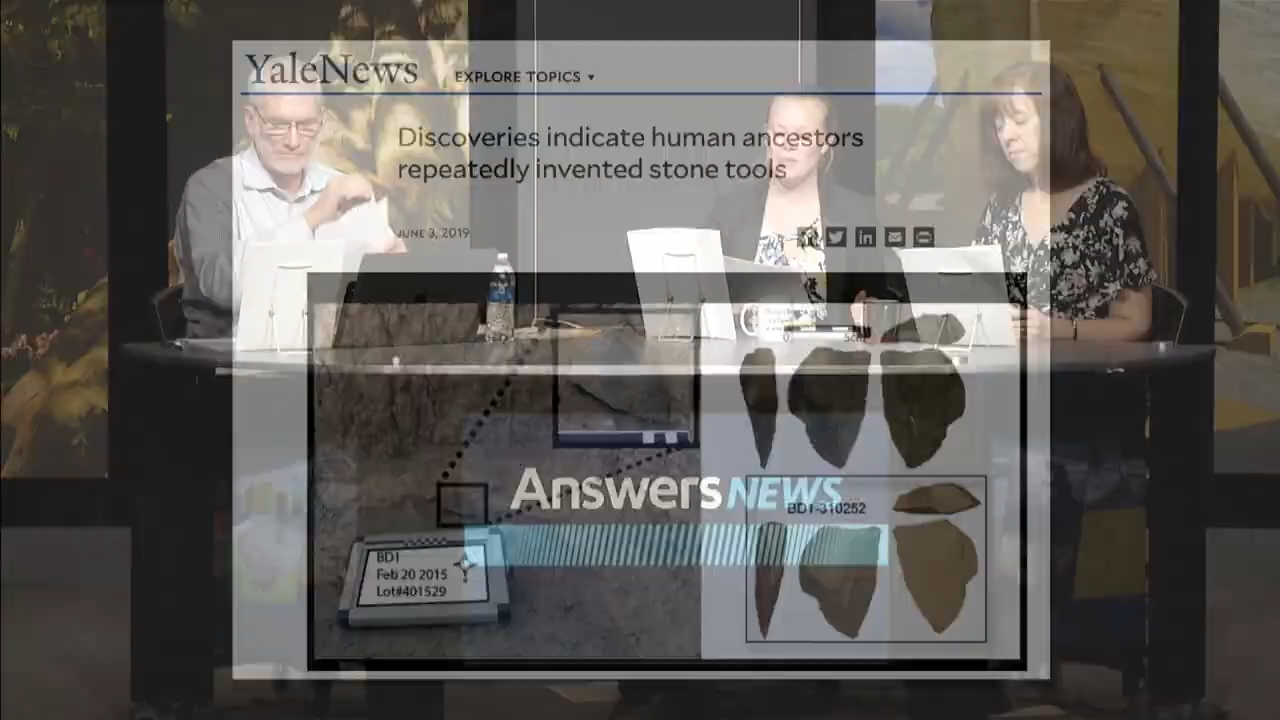 YaleNews
EXPLORE TOPICS ▾
Discoveries indicate human ancestors
repeatedly invented stone tools
JUNE 3, 2019
Answers NEWS
BD1-310252
BD1
Feb 20 2015
Lot#401529